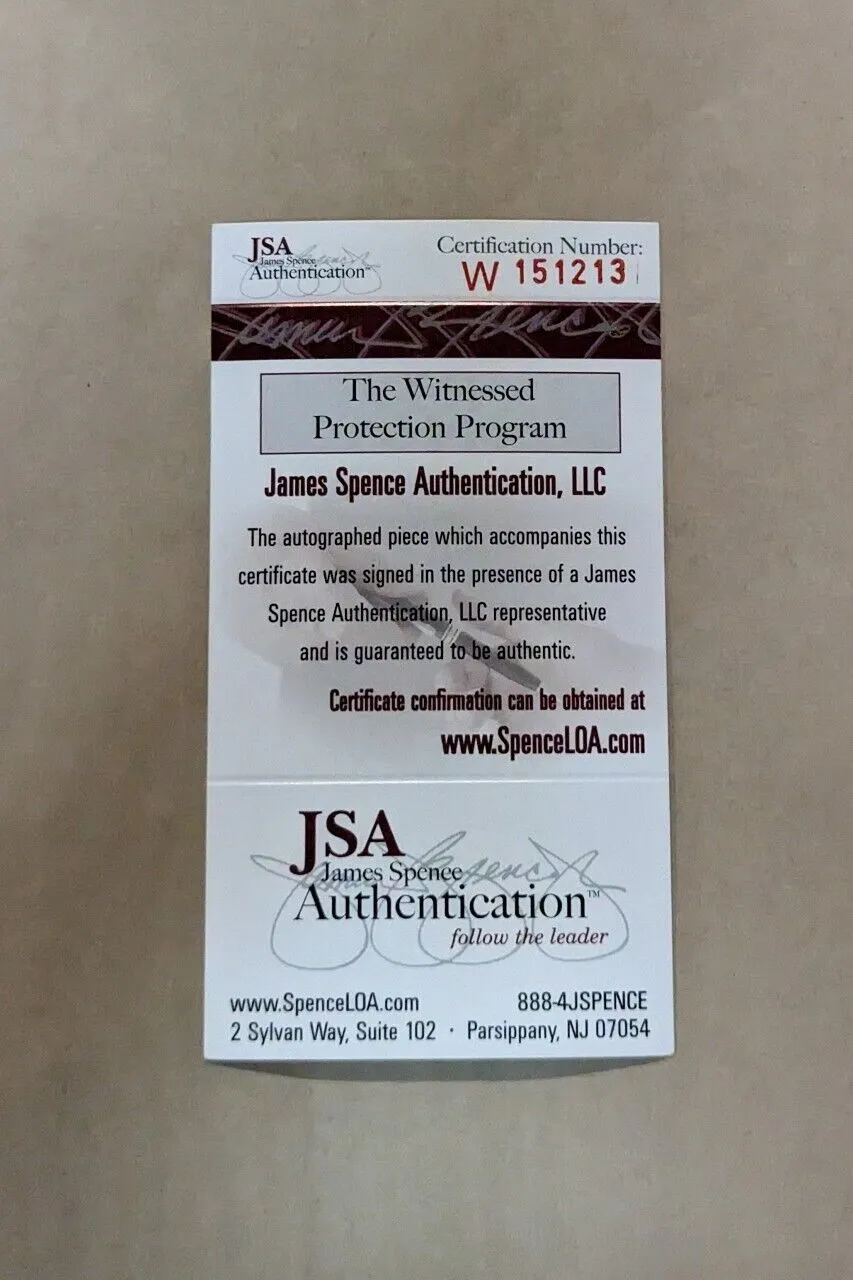 JSA
James Spence
Authentication™
Certification Number:
W 151213
The Witnessed
Protection Program
James Spence Authentication, LLC
The autographed piece which accompanies this
certificate was signed in the presence of a James
Spence Authentication, LLC representative
and is guaranteed to be authentic.
Certificate confirmation can be obtained at
www.SpenceLOA.com
JSA
James Spence
Authentication™
follow the leader
www.SpenceLOA.com
888-4JSPENCE
2 Sylvan Way, Suite 102 · Parsippany, NJ 07054